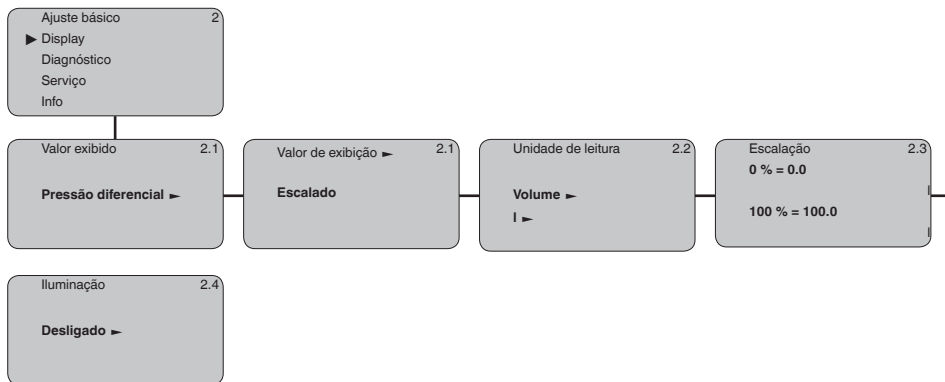 Ajuste básico 2
▶ Display
Diagnóstico
Serviço
Info
Valor exibido 2.1
Pressão diferencial ►
Valor de exibição ► 2.1
Escalado
Unidade de leitura 2.2
Volume ►
l ►
Escalação 2.3
0 % = 0.0
l
100 % = 100.0
l
Iluminação 2.4
Desligado ►